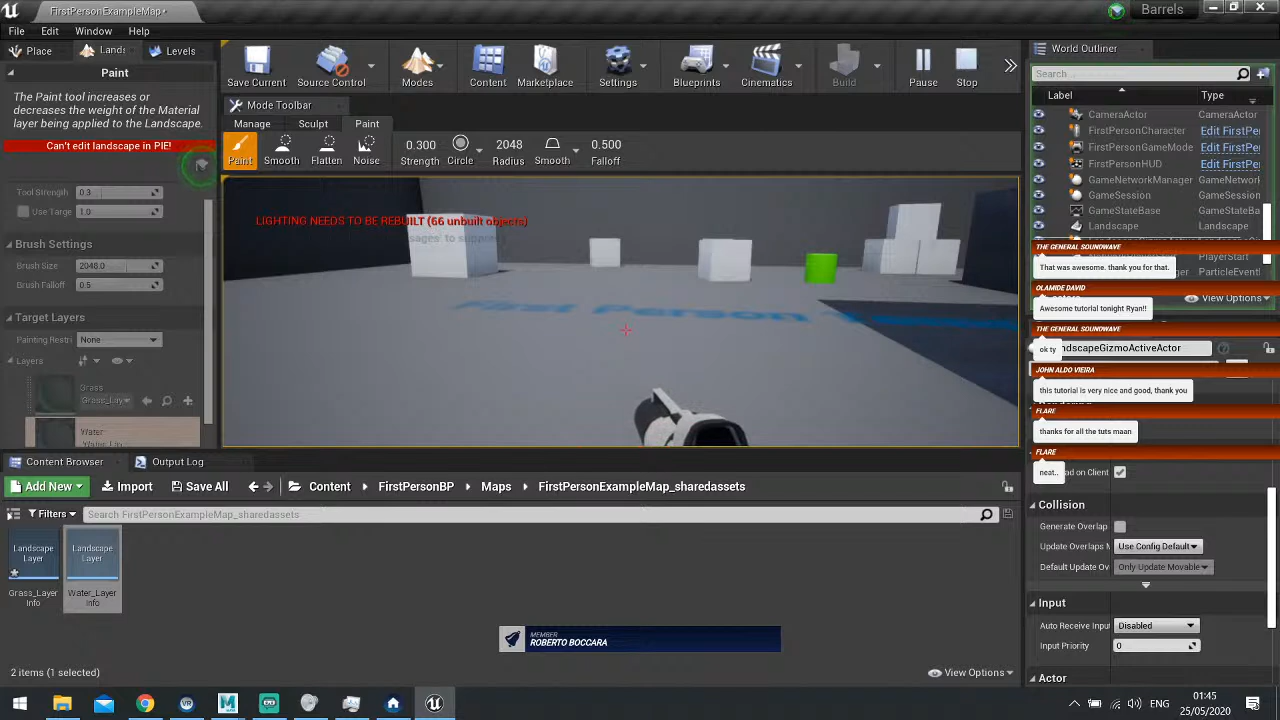 FirstPersonExampleMap•
Barrels
File Edit Window Help
Place Lands Levels
Paint
The Paint tool increases or
decreases the weight of the Material
layer being applied to the Landscape.
Can't edit landscape in PIE!
Tool Strength 0.3
Use Target 1.0
Brush Settings
Brush Size 2048.0
Brush Falloff 0.5
Target Layers
Painting Restri None
Layers
Grass
Grass_Lay
Water
Water_Lay
Save Current Source Control Modes Content Marketplace Settings Blueprints Cinematics Build Pause Stop
Mode Toolbar
Manage Sculpt Paint
Paint Smooth Flatten Noise
0.300 Strength
Circle
2048 Radius
Smooth
0.500 Falloff
LIGHTING NEEDS TO BE REBUILT (66 unbuilt objects)
First Person
World Outliner
Search...
Label Type
CameraActor
FirstPersonCharacter Edit FirstPe
FirstPersonGameMode Edit FirstPe
FirstPersonHUD Edit FirstPe
GameNetworkManager GameNetwork
GameSession GameSession
GameStateBase GameStateBa
Landscape Landscape
PlayerStart
ParticleEventI
THE GENERAL SOUNDWAVE
That was awesome. thank you for that.
OLAMIDE DAVID
View Options
Awesome tutorial tonight Ryan!!
THE GENERAL SOUNDWAVE
ok ty
ndscapeGizmoActiveActor
JOHN ALDO VIEIRA
this tutorial is very nice and good, thank you
FLARE
thanks for all the tuts maan
FLARE
neat..
ad on Client
Collision
Generate Overlap
Update Overlaps M Use Config Default
Default Update Ov Only Update Movable
Input
Auto Receive Input Disabled
Input Priority 0
Actor
Content Browser Output Log
Add New Import Save All Content FirstPersonBP Maps FirstPersonExampleMap_sharedassets
Filters Search FirstPersonExampleMap_sharedassets
Landscape
Layer
Grass_Layer
Info
Landscape
Layer
Water_Layer
Info
MEMBER
ROBERTO BOCCARA
2 items (1 selected)
View Options
01:45
25/05/2020